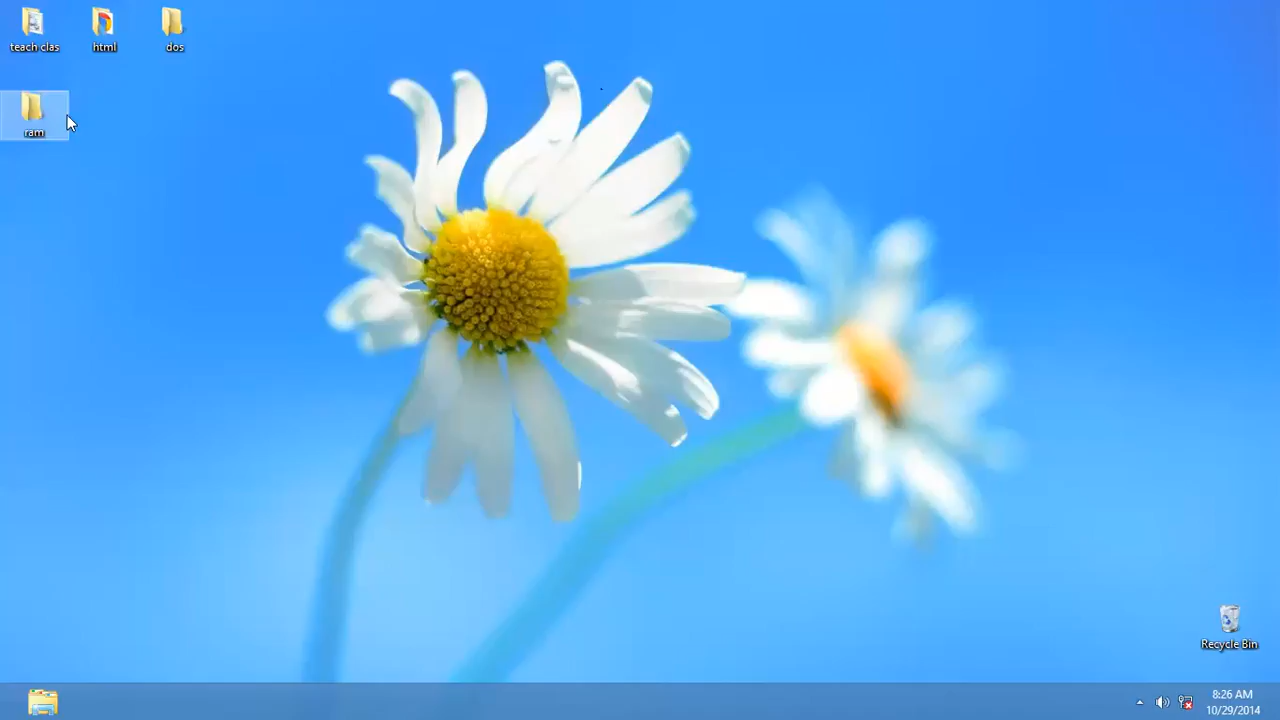 teach clas
html
dos
ram
Recycle Bin
8:26 AM
10/29/2014